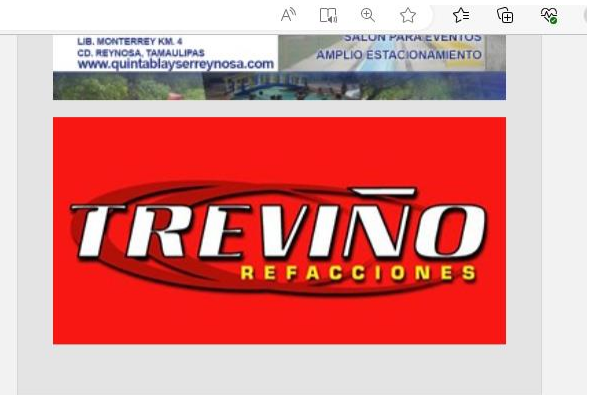 SALON PARA EVENTOS
LIB. MONTERREY KM. 4
CD. REYNOSA, TAMAULIPAS
AMPLIO ESTACIONAMIENTO
www.quintablayserreynosa.com
TREVIÑO
REFACCIONES